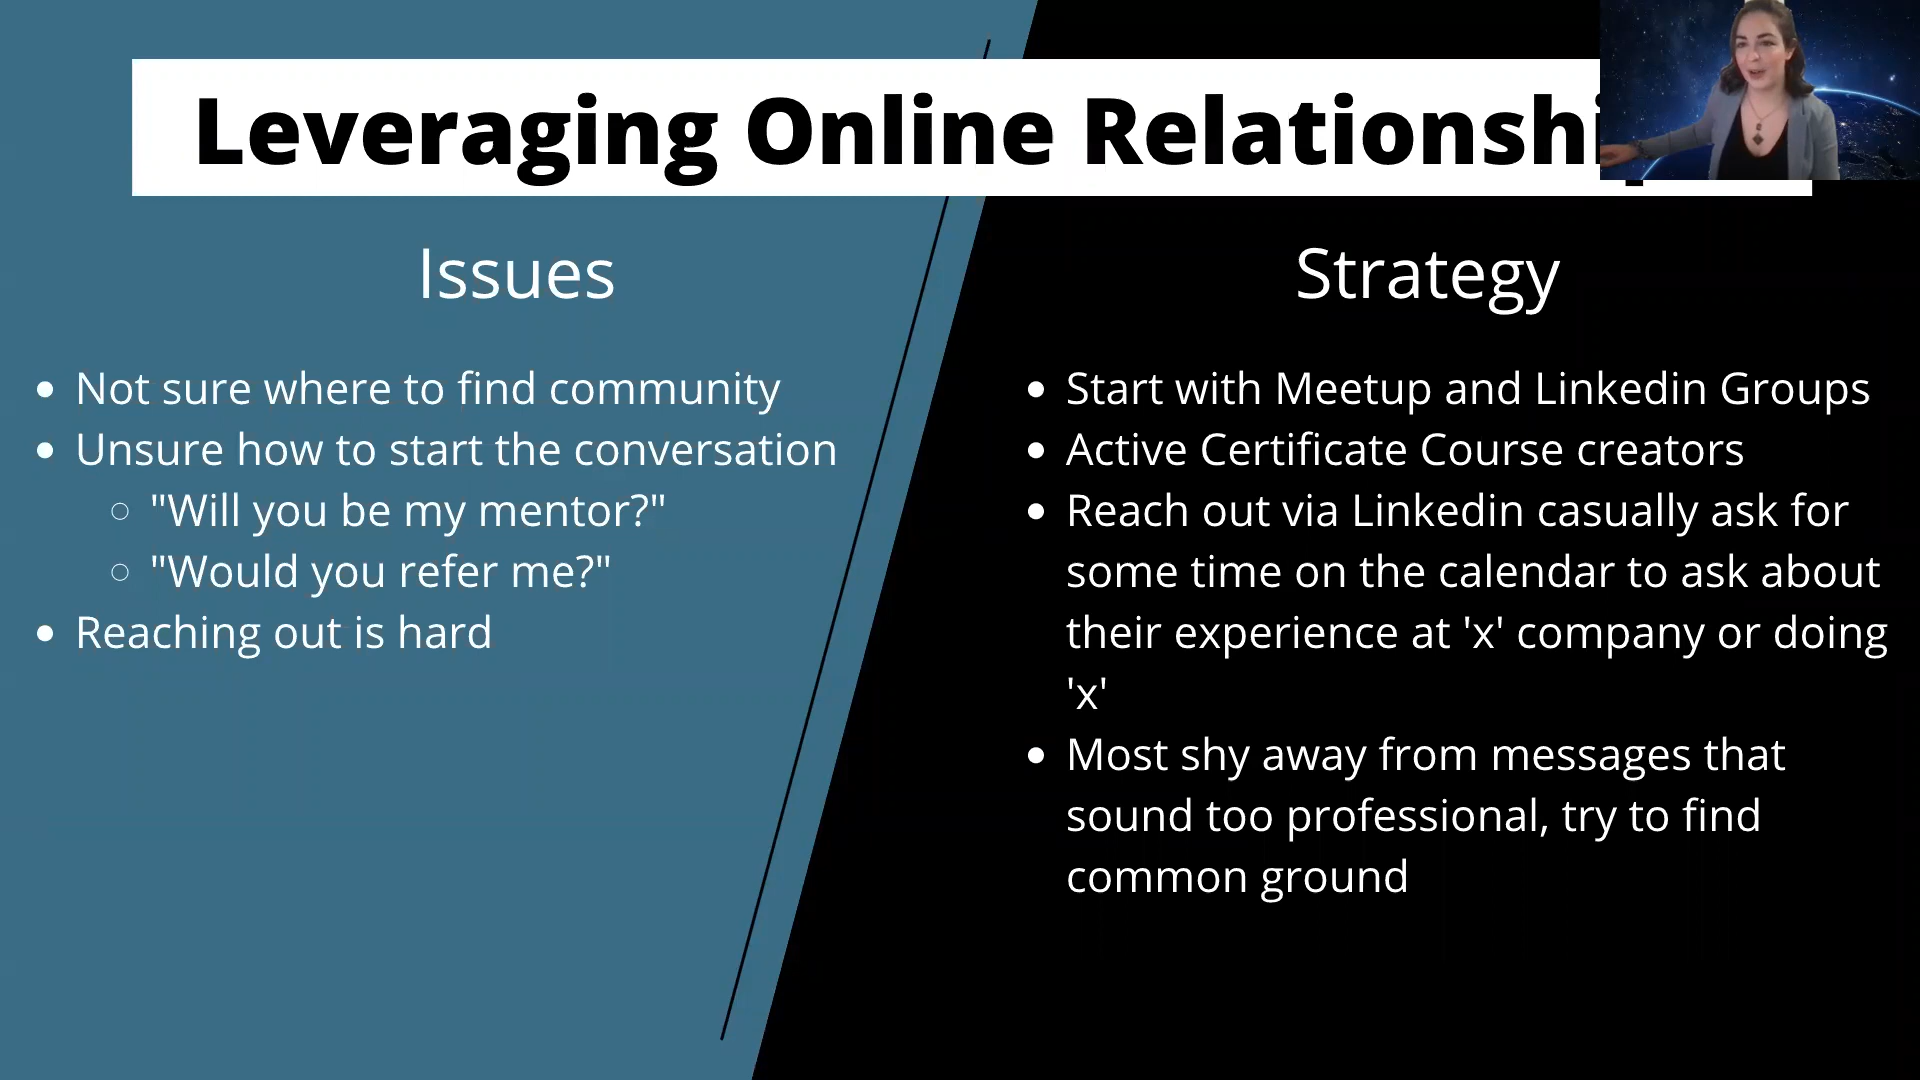 Leveraging Online
Issues
Not sure where to find community
Unsure how to start the conversation
"Will you be my mentor?"
"Would you refer me?"
Reaching out is hard
Strategy
Start with Meetup and Linkedin Groups
Active Certificate Course creators
Reach out via Linkedin casually ask for
some time on the calendar to ask about
their experience at 'x' company or doing
'x'
Most shy away from messages that
sound too professional, try to find
common ground